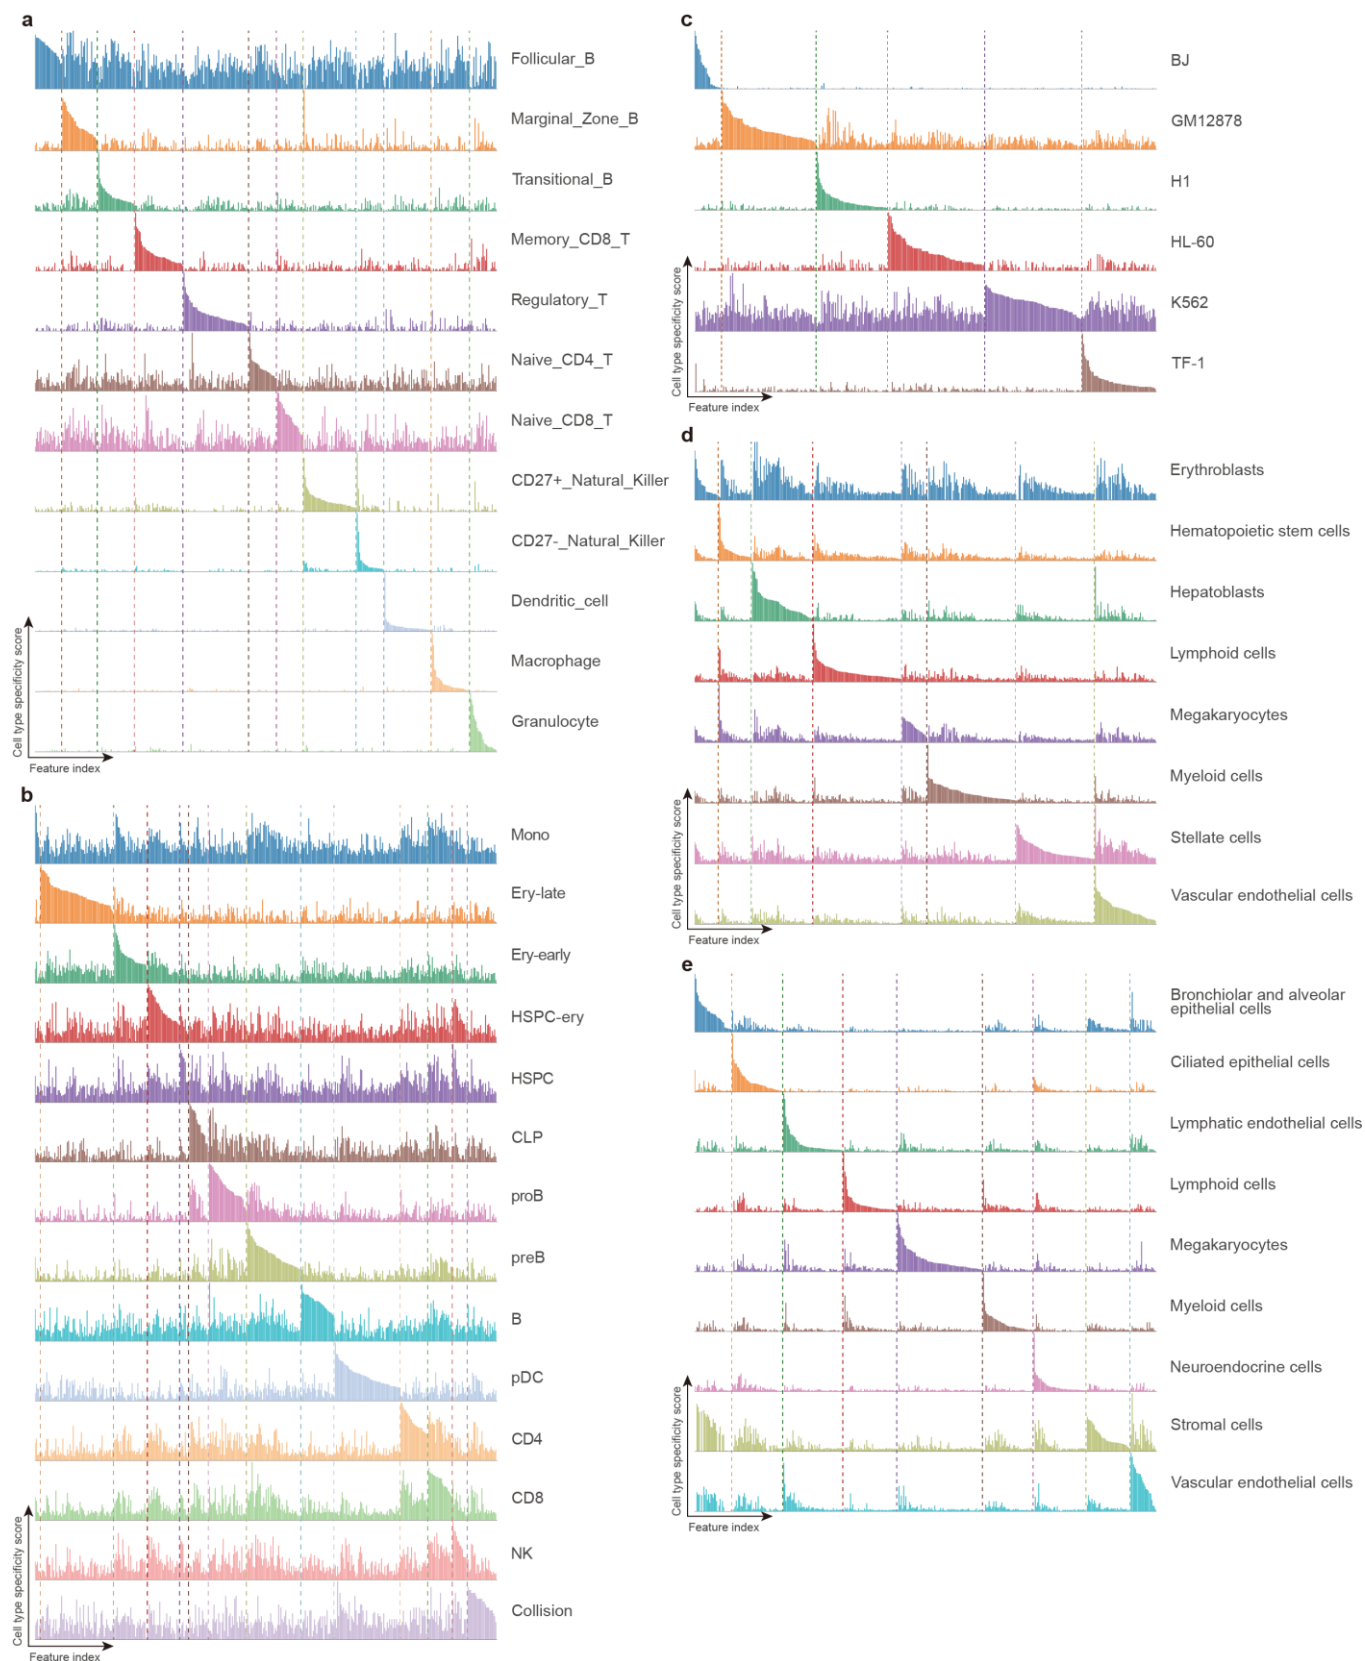 a
Follicular_B
Marginal_Zone_B
Transitional_B
Memory_CD8_T
Regulatory_T
Naive_CD4_T
Naive_CD8_T
CD27+_Natural_Killer
CD27-_Natural_Killer
Dendritic_cell
Macrophage
Granulocyte
Cell type specificity score
Feature index
b
Mono
Ery-late
Ery-early
HSPC-ery
HSPC
CLP
proB
preB
B
pDC
CD4
CD8
NK
Collision
Cell type specificity score
Feature index
c
BJ
GM12878
H1
HL-60
K562
TF-1
Cell type specificity score
Feature index
d
Erythroblasts
Hematopoietic stem cells
Hepatoblasts
Lymphoid cells
Megakaryocytes
Myeloid cells
Stellate cells
Vascular endothelial cells
Cell type specificity score
Feature index
e
Bronchiolar and alveolar
epithelial cells
Ciliated epithelial cells
Lymphatic endothelial cells
Lymphoid cells
Megakaryocytes
Myeloid cells
Neuroendocrine cells
Stromal cells
Vascular endothelial cells
Cell type specificity score
Feature index